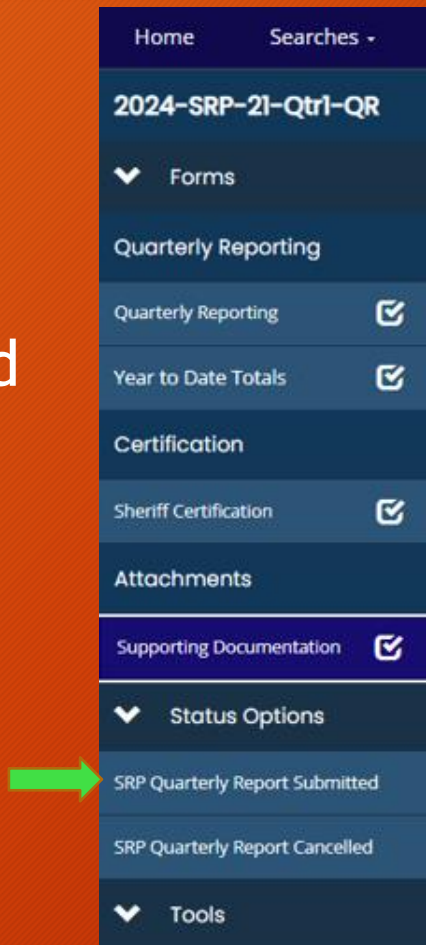 Home Searches
2024-SRP-21-Qtr1-QR
Forms
Quarterly Reporting
Quarterly Reporting
d
Year to Date Totals
Certification
Sheriff Certification
Attachments
Supporting Documentation
Status Options
SRP Quarterly Report Submitted
SRP Quarterly Report Cancelled
Tools